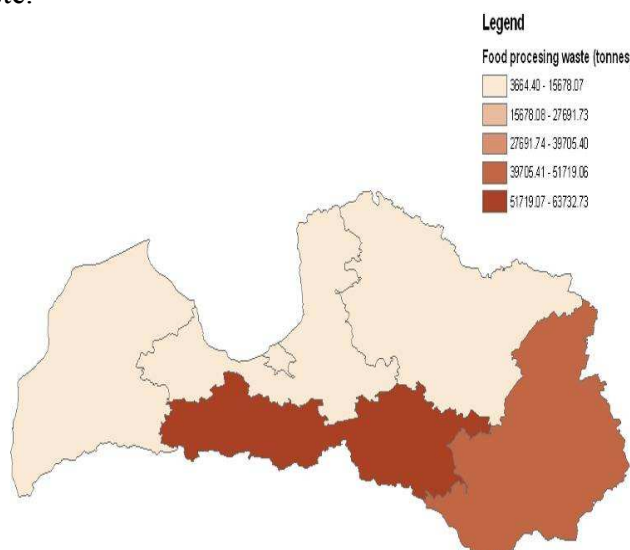 Legend
Food procesing waste (tonnes
3664.40 - 15678.07
15678.08 - 27691.73
27691.74 - 39705.40
39705.41 - 51719.06
51719.07 - 63732.73